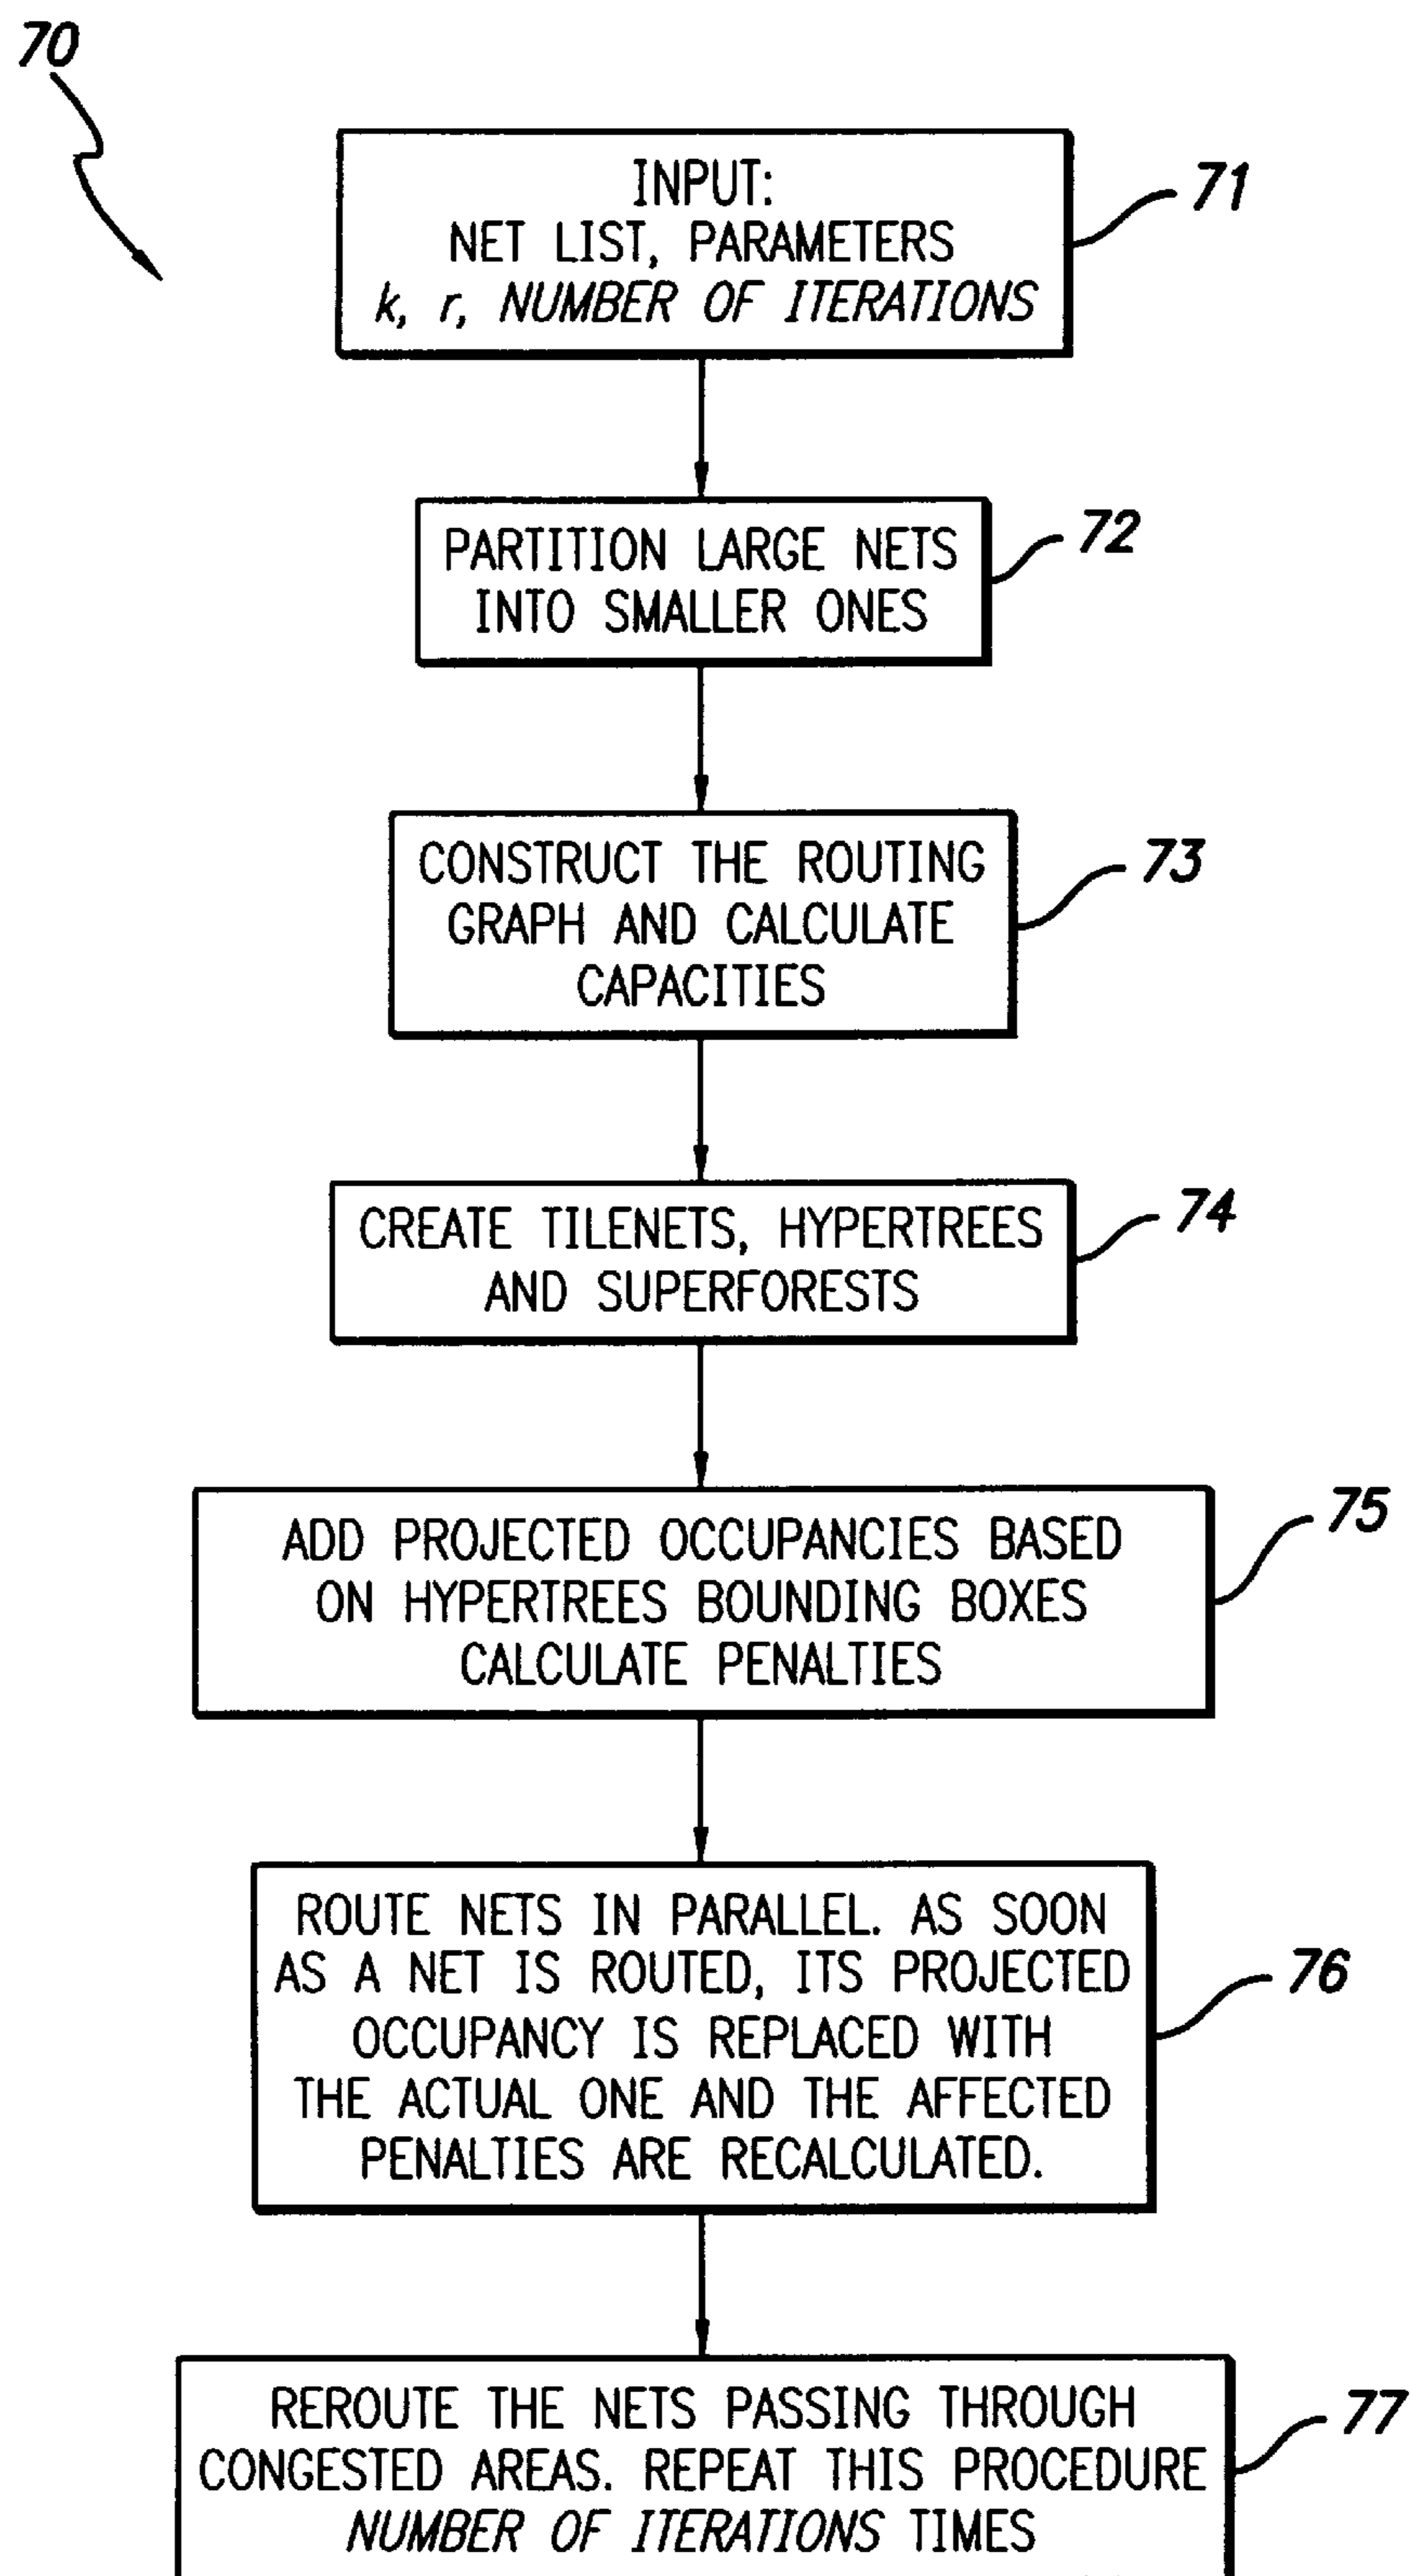 70
INPUT:
NET LIST, PARAMETERS
k, r, NUMBER OF ITERATIONS
71
PARTITION LARGE NETS
INTO SMALLER ONES
72
CONSTRUCT THE ROUTING
GRAPH AND CALCULATE
CAPACITIES
73
CREATE TILENETS, HYPERTREES
AND SUPERFORESTS
74
ADD PROJECTED OCCUPANCIES BASED
ON HYPERTREES BOUNDING BOXES
CALCULATE PENALTIES
75
ROUTE NETS IN PARALLEL. AS SOON
AS A NET IS ROUTED, ITS PROJECTED
OCCUPANCY IS REPLACED WITH
THE ACTUAL ONE AND THE AFFECTED
PENALTIES ARE RECALCULATED.
76
REROUTE THE NETS PASSING THROUGH
CONGESTED AREAS. REPEAT THIS PROCEDURE
NUMBER OF ITERATIONS TIMES
77